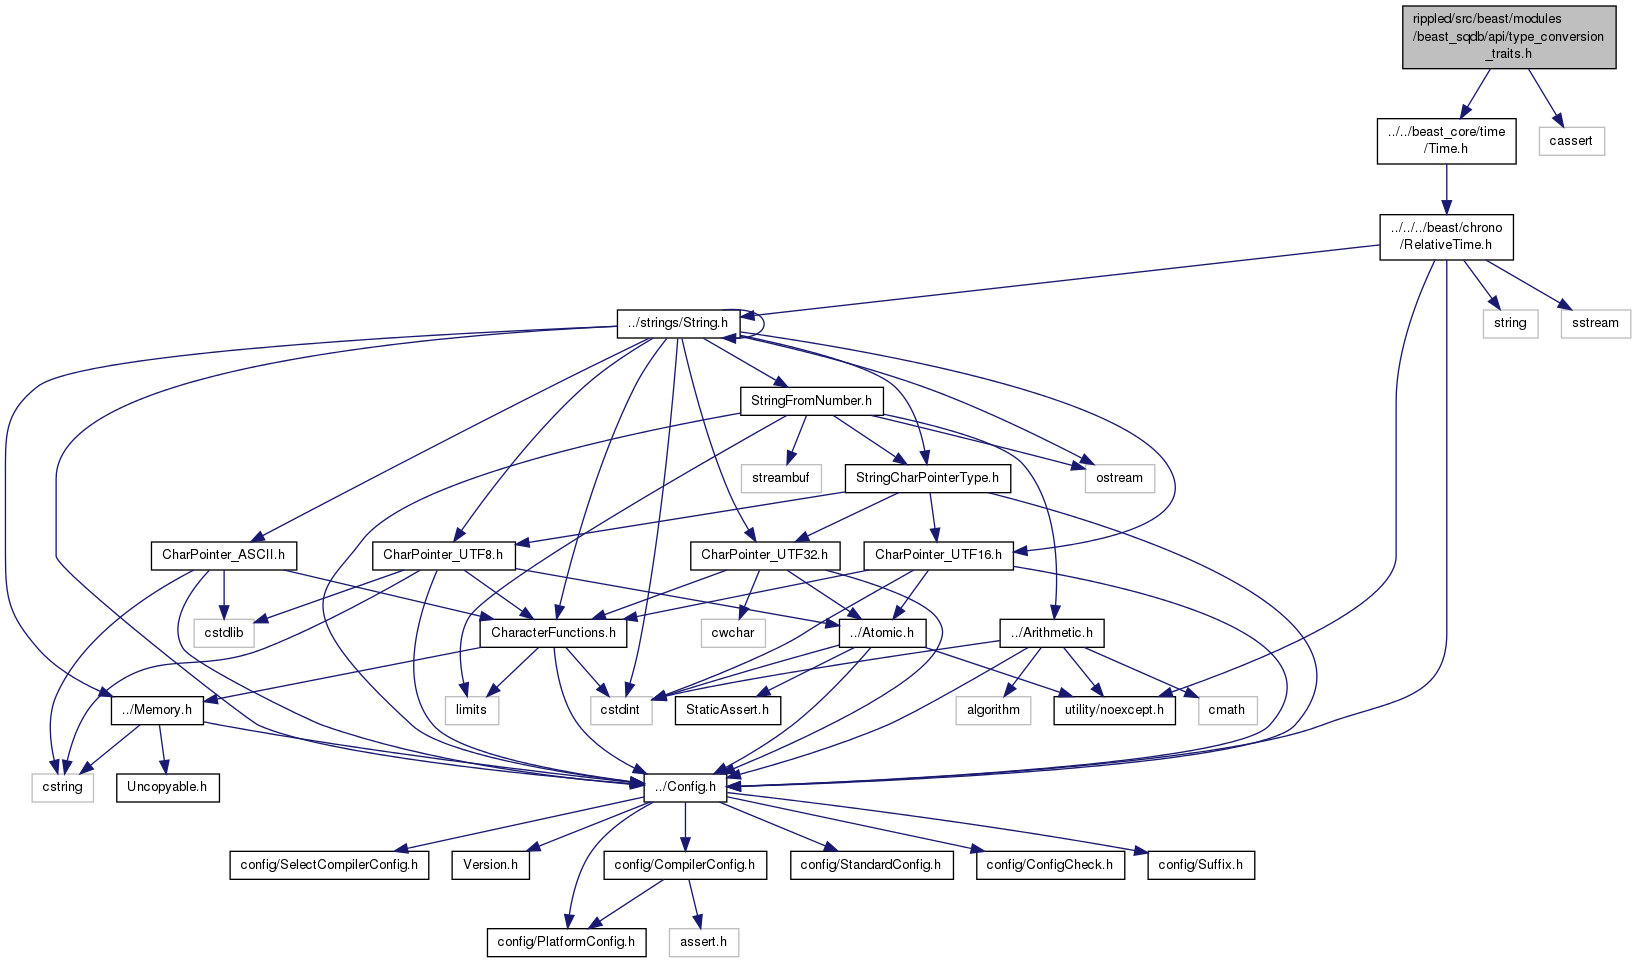 rippled/src/beast/modules
/beast_sqdb/api/type_conversion
_traits.h
../../beast_core/time
/Time.h
cassert
../../../beast/chrono
/RelativeTime.h
../strings/String.h
string
sstream
StringFromNumber.h
streambuf
StringCharPointerType.h
ostream
CharPointer_ASCII.h
CharPointer_UTF8.h
CharPointer_UTF32.h
CharPointer_UTF16.h
cstdlib
CharacterFunctions.h
cwchar
../Atomic.h
../Arithmetic.h
../Memory.h
limits
cstdint
StaticAssert.h
algorithm
utility/noexcept.h
cmath
cstring
Uncopyable.h
../Config.h
config/SelectCompilerConfig.h
Version.h
config/CompilerConfig.h
config/StandardConfig.h
config/ConfigCheck.h
config/Suffix.h
config/PlatformConfig.h
assert.h